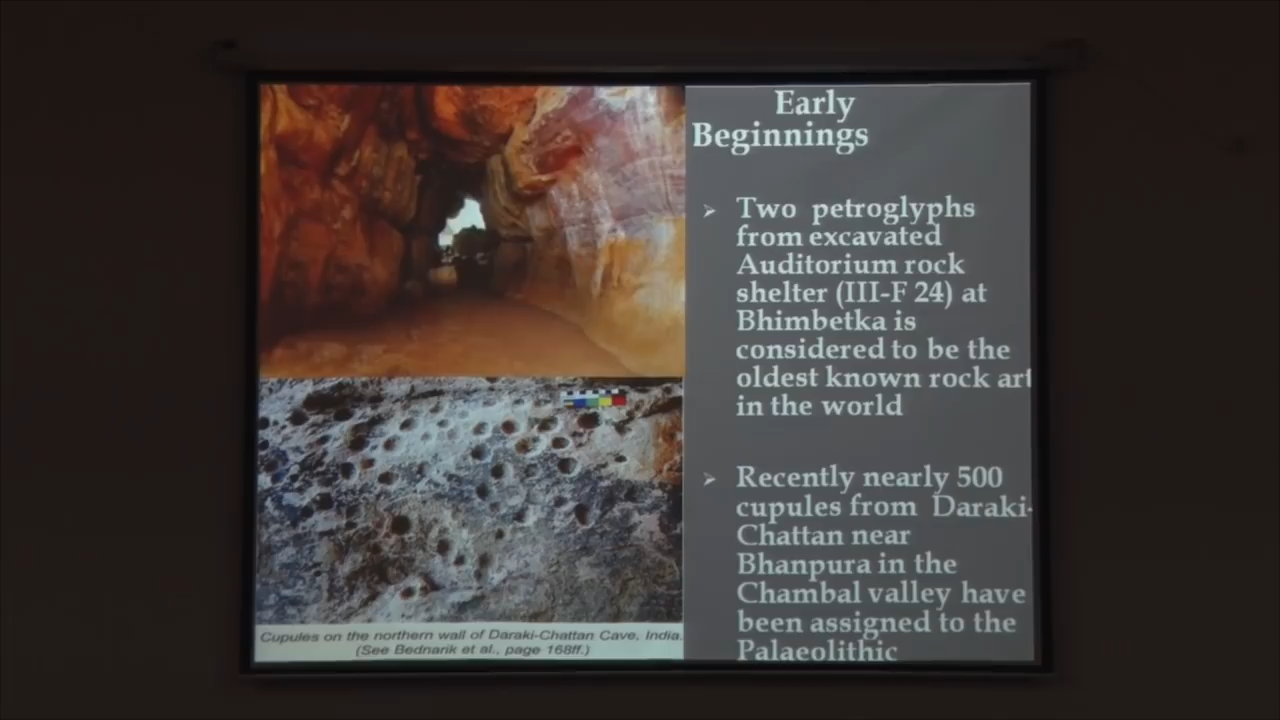 Early
Beginnings
➢ Two petroglyphs
from excavated
Auditorium rock
shelter (III-F 24) at
Bhimbetka is
considered to be the
oldest known rock art
in the world
➢ Recently nearly 500
cupules from Daraki-
Chattan near
Bhanpura in the
Chambal valley have
been assigned to the
Palaeolithic
Cupules on the northern wall of Daraki-Chattan Cave, India.
(See Bednarik et al., page 168ff.)